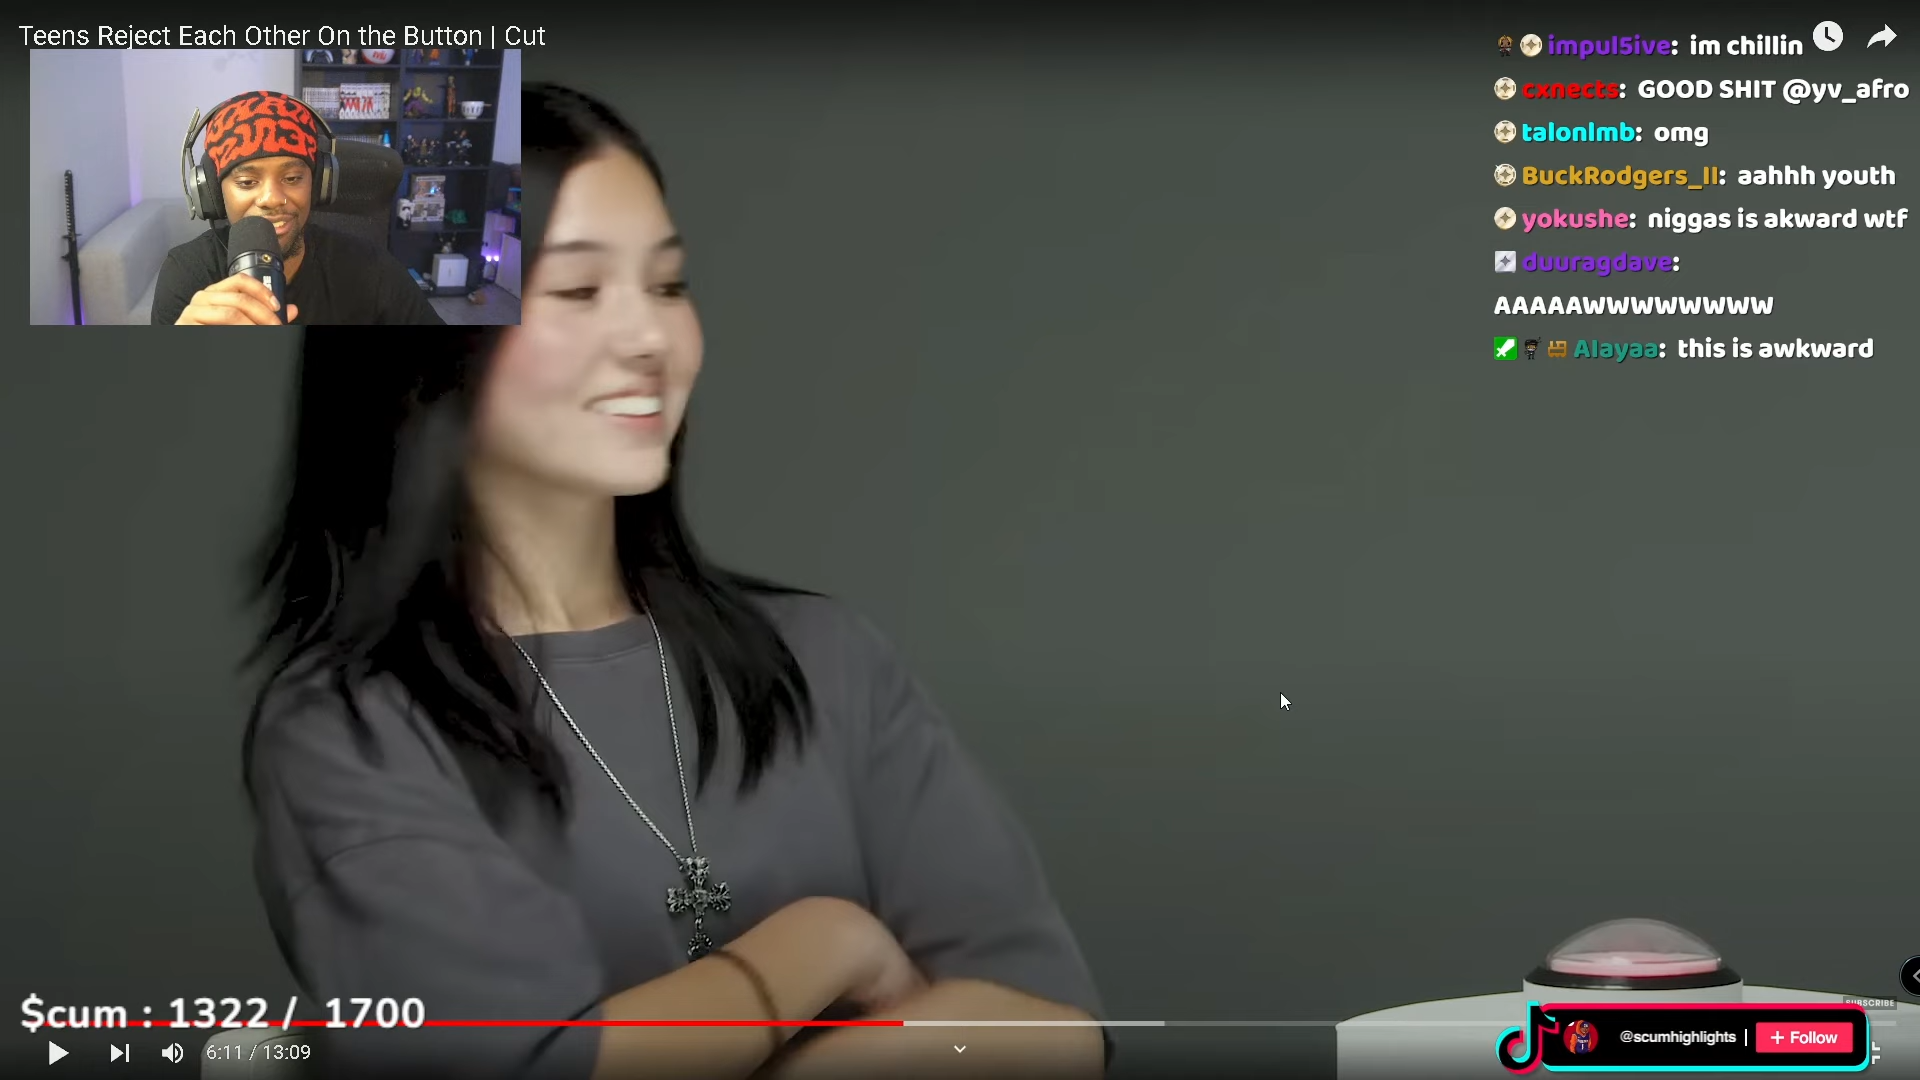 Teens Reject Each Other On the Button | Cut
impul5ive: im chillin
cxnects: GOOD SHIT @yv_afro
talonlmb: omg
BuckRodgers_II: aahhh youth
yokushe: niggas is akward wtf
duuragdave:
AAAAAWWWWWWWW
Alayaa: this is awkward
$cum : 1322 / 1700
6:11 / 13:09
SUBSCRIBE
@scumhighlights | + Follow